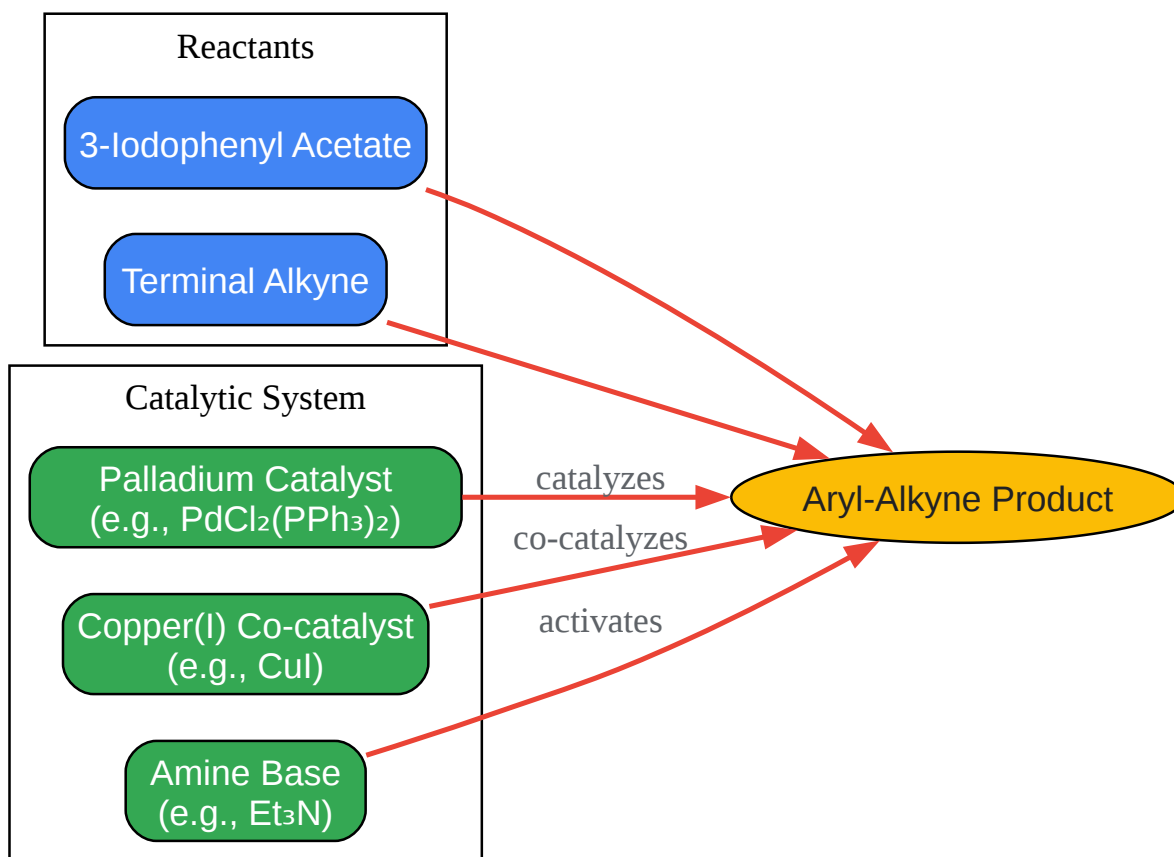 Reactants
3-Iodophenyl Acetate
Terminal Alkyne
Catalytic System
Palladium Catalyst
(e.g., PdCl₂(PPh₃)₂)
Copper(I) Co-catalyst
(e.g., CuI)
Amine Base
(e.g., Et₃N)
catalyzes
co-catalyzes
activates
Aryl-Alkyne Product